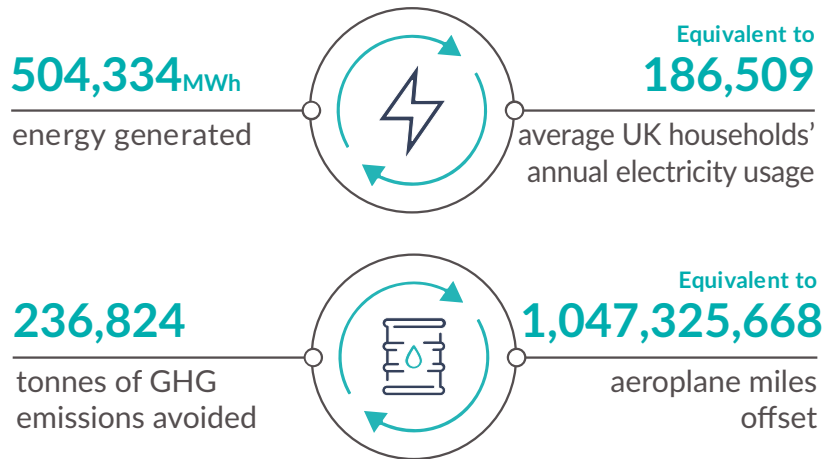 504,334MWh
energy generated
Equivalent to
186,509
average UK households’
annual electricity usage
236,824
tonnes of GHG
emissions avoided
Equivalent to
1,047,325,668
aeroplane miles
offset